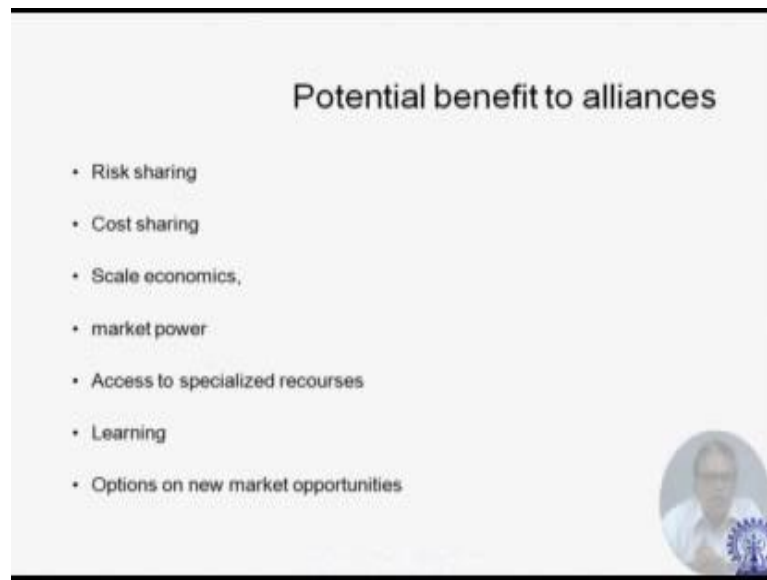 Potential benefit to alliances
• Risk sharing
• Cost sharing
• Scale economics,
• market power
• Access to specialized recourses
• Learning
• Options on new market opportunities